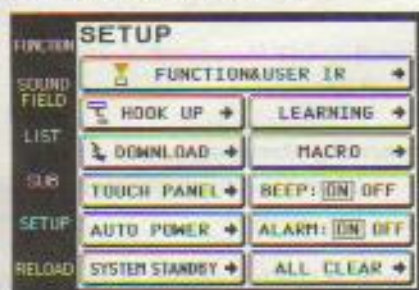 FUNCTION
SOUND
FIELD
LIST
SUB
SETUP
RELOAD
SETUP
FUNCTION&USER IR
HOOK UP
LEARNING
DOWNLOAD
MACRO
TOUCH PANEL
BEEP: ON OFF
AUTO POWER
ALARM: ON OFF
SYSTEM STANDBY
ALL CLEAR